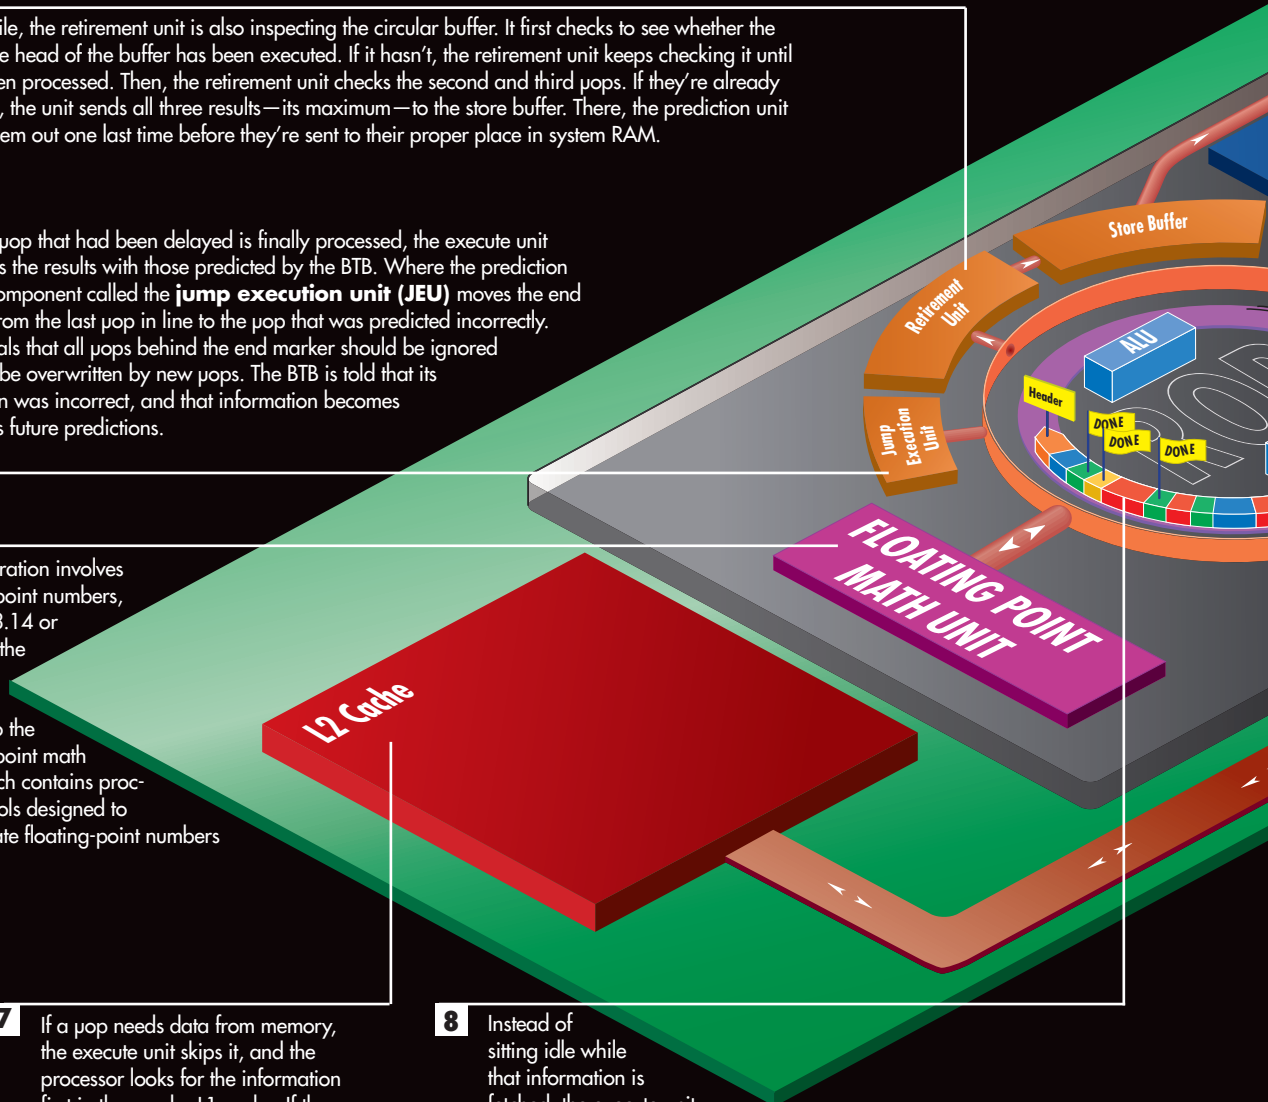 ile, the retirement unit is also inspecting the circular buffer. It first checks to see whether the
e head of the buffer has been executed. If it hasn't, the retirement unit keeps checking it until
en processed. Then, the retirement unit checks the second and third µops. If they're already
, the unit sends all three results—its maximum—to the store buffer. There, the prediction unit
em out one last time before they're sent to their proper place in system RAM.
µop that had been delayed is finally processed, the execute unit
s the results with those predicted by the BTB. Where the prediction
omponent called the jump execution unit (JEU) moves the end
rom the last µop in line to the µop that was predicted incorrectly.
als that all µops behind the end marker should be ignored
be overwritten by new µops. The BTB is told that its
n was incorrect, and that information becomes
s future predictions.
Store Buffer
Retirement
Unit
ALU
Header
DONE
DONE
DONE
Jump
Execution
Unit
FLOATING POINT
MATH UNIT
ration involves
point numbers,
3.14 or
the
o the
point math
ch contains proc-
ols designed to
ate floating-point numbers
L2 Cache
7
If a µop needs data from memory,
the execute unit skips it, and the
processor looks for the information
8
Instead of
sitting idle while
that information is
fetched, the execute unit